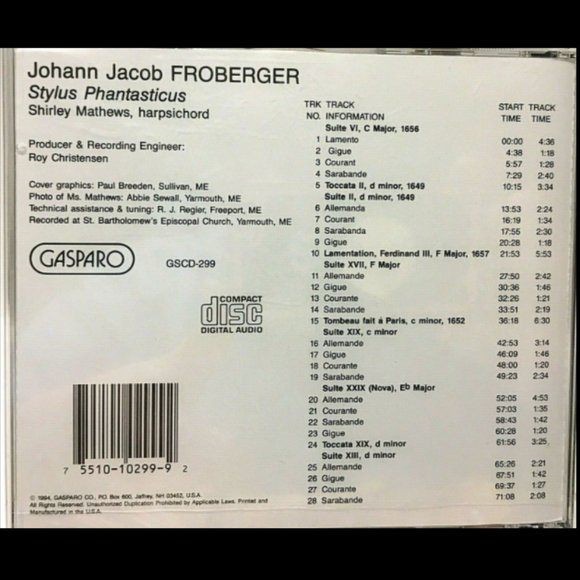 Johann Jacob FROBERGER
Stylus Phantasticus
Shirley Mathews, harpsichord
Producer & Recording Engineer:
Roy Christensen
Cover graphics: Paul Breeden, Sullivan, ME
Photo of Ms. Mathews: Abbie Sewall, Yarmouth, ME
Technical assistance & tuning: R. J. Regier, Freeport, ME
Recorded at St. Bartholomew's Episcopal Church, Yarmouth, ME
GASPARO
GSCD-299
COMPACT
disc
DIGITAL AUDIO
7 5510-10299-9 2
© 1994, GASPARO CO., PO BOX 600, Jaffrey, NH 03452, U.S.A.
Unauthorized Duplication Prohibited by Applicable Laws. Printed and
Manufactured in the U.S.A.
TRK TRACK START TRACK
NO. INFORMATION TIME TIME
Suite VI, C Major, 1656
1 Lamento 00:00 4:36
2 Gigue 4:38 1:18
3 Courant 5:57 1:28
4 Sarabande 7:29 2:40
5 Toccata II, d minor, 1649 10:15 3:34
Suite II, d minor, 1649
6 Allemanda 13:53 2:24
7 Courant 16:19 1:34
8 Sarabanda 17:55 2:30
9 Gigue 20:28 1:18
10 Lamentation, Ferdinand III, F Major, 1657 21:53 5:53
Suite XVII, F Major
11 Allemande 27:50 2:42
12 Gigue 30:36 1:46
13 Courante 32:26 1:21
14 Sarabande 33:51 2:19
15 Tombeau fait á Paris, c minor, 1652 36:18 6:30
Suite XIX, c minor
16 Allemande 42:53 3:14
17 Gigue 46:09 1:46
18 Courante 48:00 1:20
19 Sarabande 49:23 2:34
Suite XXIX (Nova), E♭ Major
20 Allemande 52:05 4:53
21 Courante 57:03 1:35
22 Sarabande 58:43 1:42
23 Gigue 60:28 1:20
24 Toccata XIX, d minor 61:56 3:25
Suite XIII, d minor
25 Allemande 65:26 2:21
26 Gigue 67:51 1:42
27 Courante 69:37 1:27
28 Sarabande 71:08 2:08